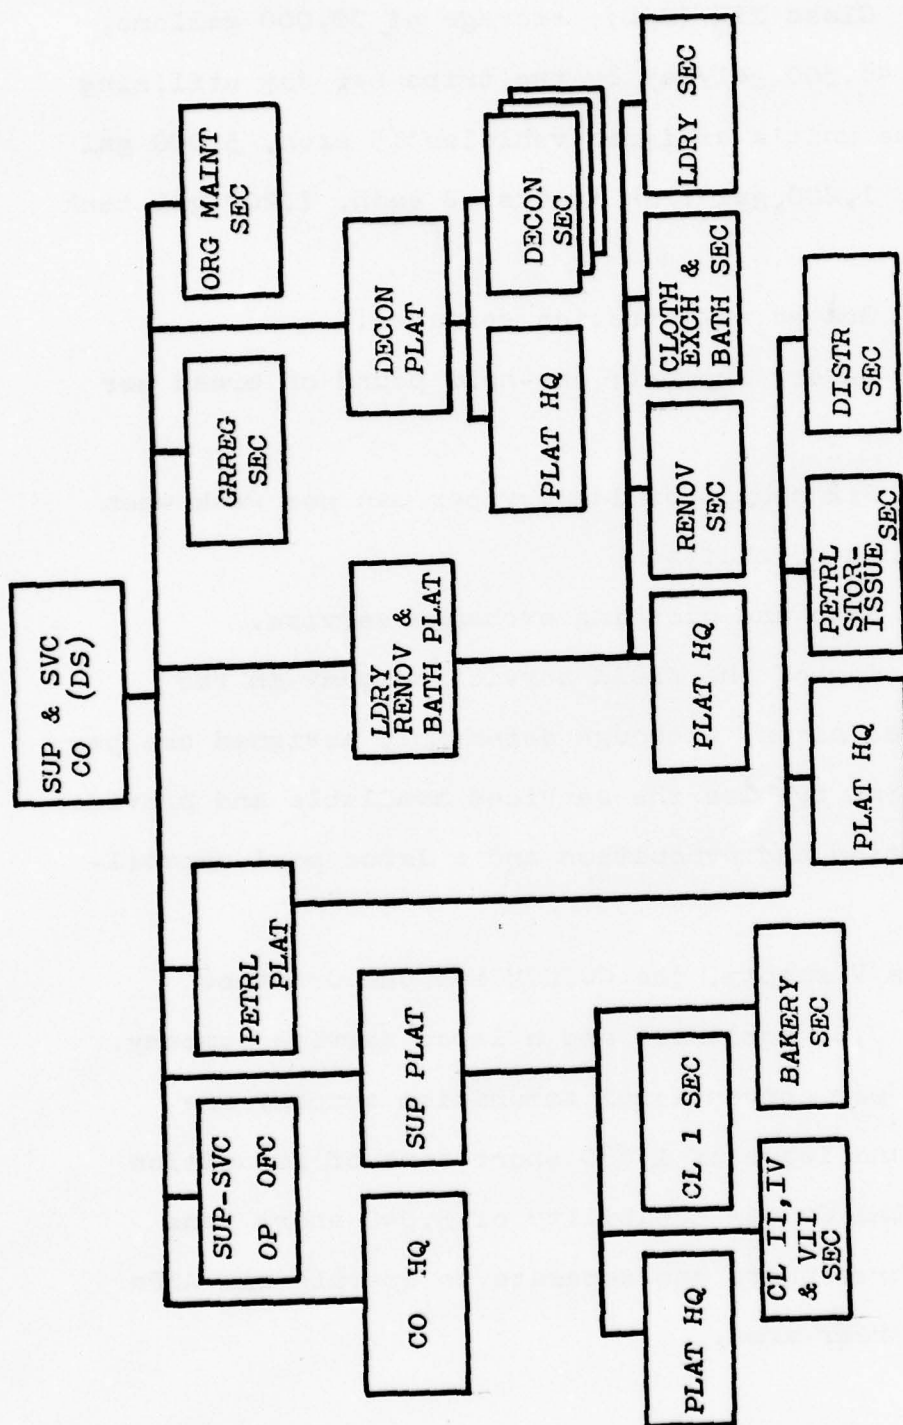 SUP & SVC
CO
(DS)
SUP-SVC
OP OFC
PETRL
PLAT
GRREG
SEC
ORG MAINT
SEC
CO HQ
SUP PLAT
LDRY
RENOV &
BATH PLAT
DECON
PLAT
PLAT HQ
DECON
SEC
PLAT HQ
CL II, IV
& VII
SEC
CL 1 SEC
BAKERY
SEC
PLAT HQ
RENOV
SEC
CLOTH
EXCH &
BATH SEC
LDRY SEC
PLAT HQ
PETRL
STOR-
ISSUE
SEC
DISTR
SEC